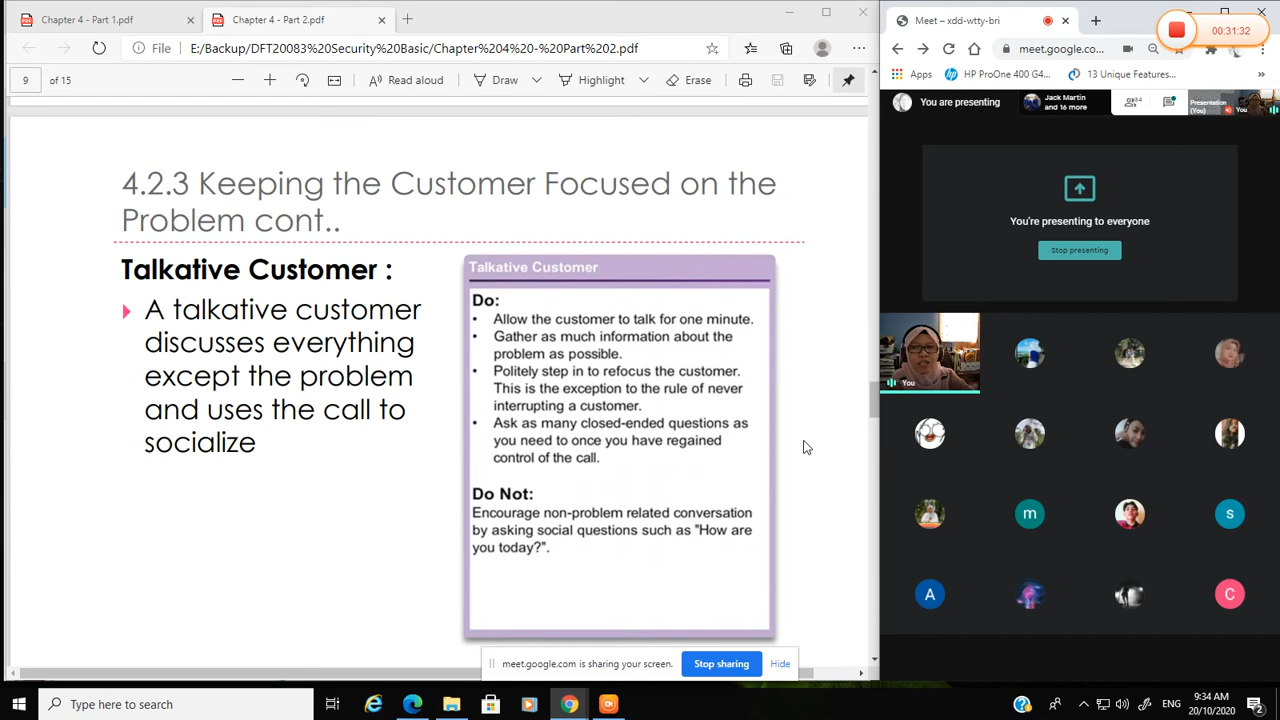 Chapter 4 - Part 1.pdf
Chapter 4 - Part 2.pdf
File
E:/Backup/DFT20083%20Security%20Basic/Chapter%204%20-%20Part%202.pdf
9 of 15
Read aloud
Draw
Highlight
Erase
4.2.3 Keeping the Customer Focused on the
Problem cont..
Talkative Customer :
A talkative customer
discusses everything
except the problem
and uses the call to
socialize
Talkative Customer
Do:
• Allow the customer to talk for one minute.
• Gather as much information about the
problem as possible.
• Politely step in to refocus the customer.
This is the exception to the rule of never
interrupting a customer.
• Ask as many closed-ended questions as
you need to once you have regained
control of the call.
Do Not:
Encourage non-problem related conversation
by asking social questions such as "How are
you today?".
meet.google.com is sharing your screen.
Stop sharing
Hide
Meet – xdd-wtty-bri
00:31:32
meet.google.co...
Apps
HP ProOne 400 G4...
13 Unique Features...
You are presenting
Jack Martin
and 16 more
34
Presentation
(You)
You
You're presenting to everyone
Stop presenting
You
m
s
A
C
Type here to search
ENG
9:34 AM
20/10/2020
2